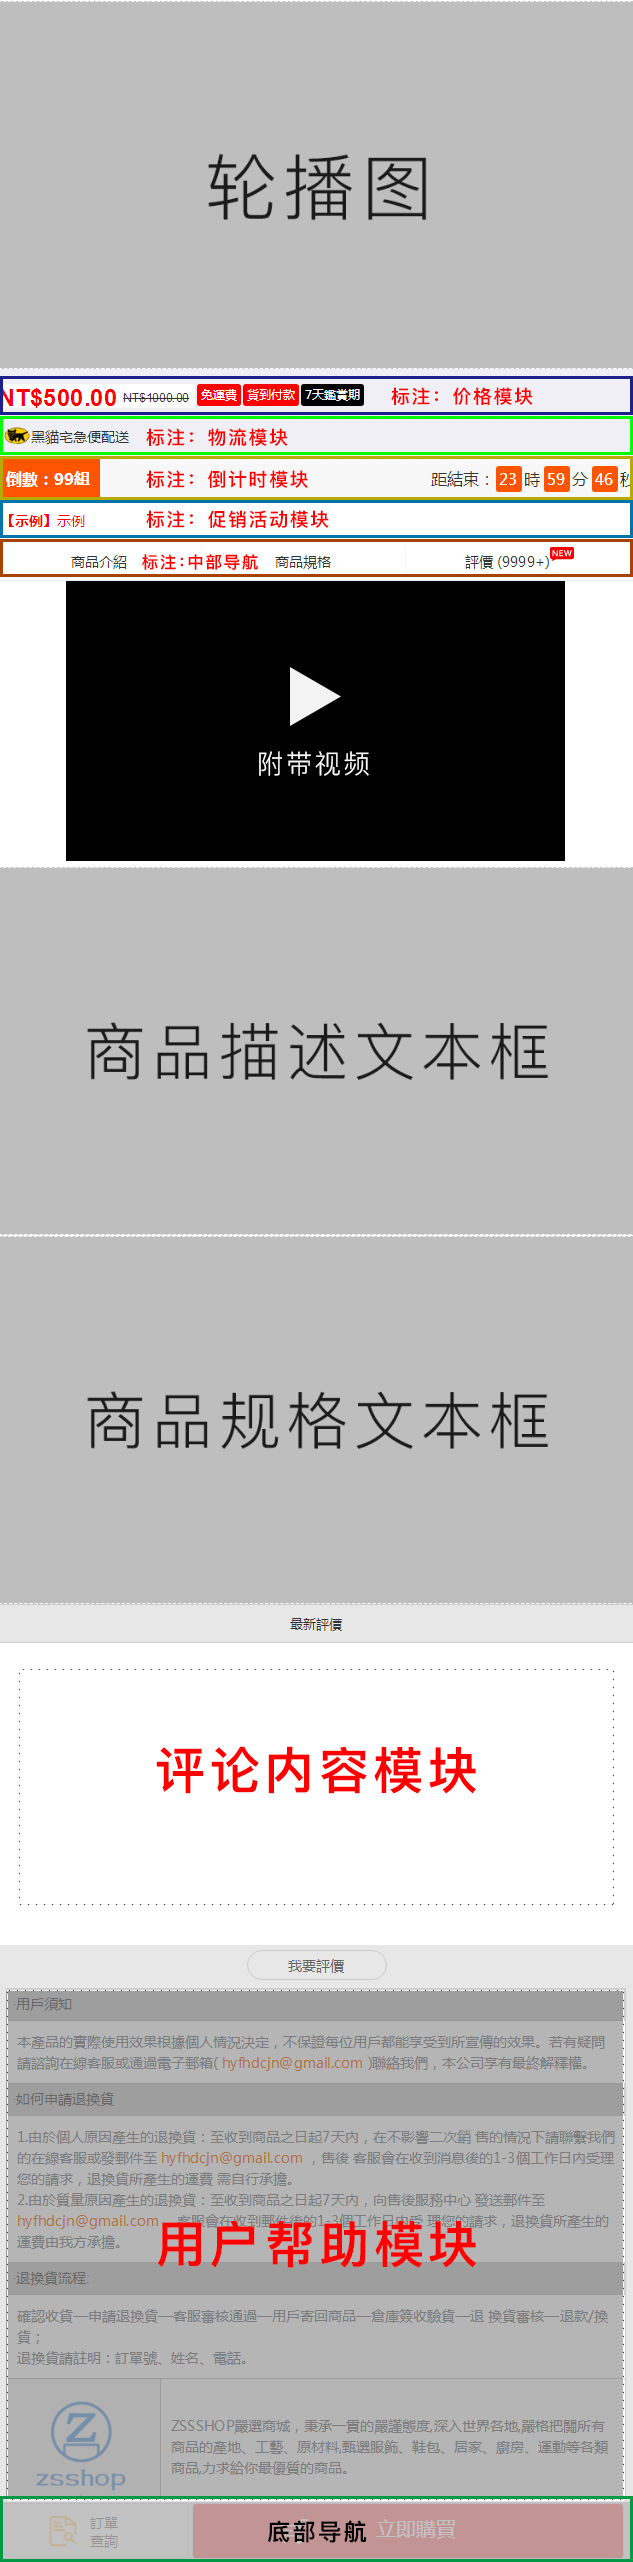 轮播图
NT$500.00 NT$1000.00 免運費 貨到付款 7天鑑賞期 标注：价格模块
黑貓宅急便配送 标注：物流模块
倒數：99組 标注：倒计时模块 距結束：23 時 59 分 46 秒
【示例】示例 标注：促销活动模块
商品介紹 标注:中部导航 商品規格 評價 (9999+) NEW
附带视频
商品描述文本框
商品规格文本框
最新評價
评论内容模块
我要評價
用戶須知
本產品的實際使用效果根據個人情況決定，不保證每位用戶都能享受到所宣傳的效果。若有疑問
請諮詢在線客服或通過電子郵箱( hyfhdcjn@gmail.com )聯絡我們，本公司享有最終解釋權。
如何申請退換貨
1.由於個人原因產生的退換貨：至收到商品之日起7天內，在不影響二次銷 售的情況下請聯繫我們
的在線客服或發郵件至 hyfhdcjn@gmail.com ，售後 客服會在收到消息後的1-3個工作日內受理
您的請求，退換貨所產生的運費 需自行承擔。
2.由於質量原因產生的退換貨：至收到商品之日起7天內，向售後服務中心 發送郵件至
hyfhdcjn@gmail.com ，客服會在收到郵件後的1-3個工作日內受 理您的請求，退換貨所產生的
運費由我方承擔。
用户帮助模块
退換貨流程:
確認收貨—申請退換貨—客服審核通過—用戶寄回商品—倉庫簽收驗貨—退 換貨審核—退款/換
貨；
退換貨請註明：訂單號、姓名、電話。
zsshop
ZSSSHOP嚴選商城，秉承一貫的嚴謹態度,深入世界各地,嚴格把關所有
商品的產地、工藝、原材料,甄選服飾、鞋包、居家、廚房、運動等各類
商品,力求給你最優質的商品。
訂單
查詢
底部导航 立即購買